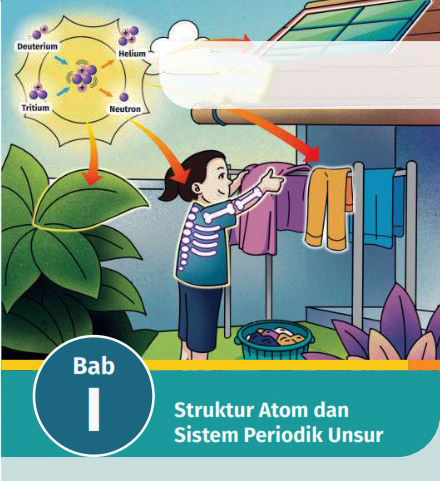 Deuterium
Helium
Tritium
Neutron
Bab
I
Struktur Atom dan
Sistem Periodik Unsur